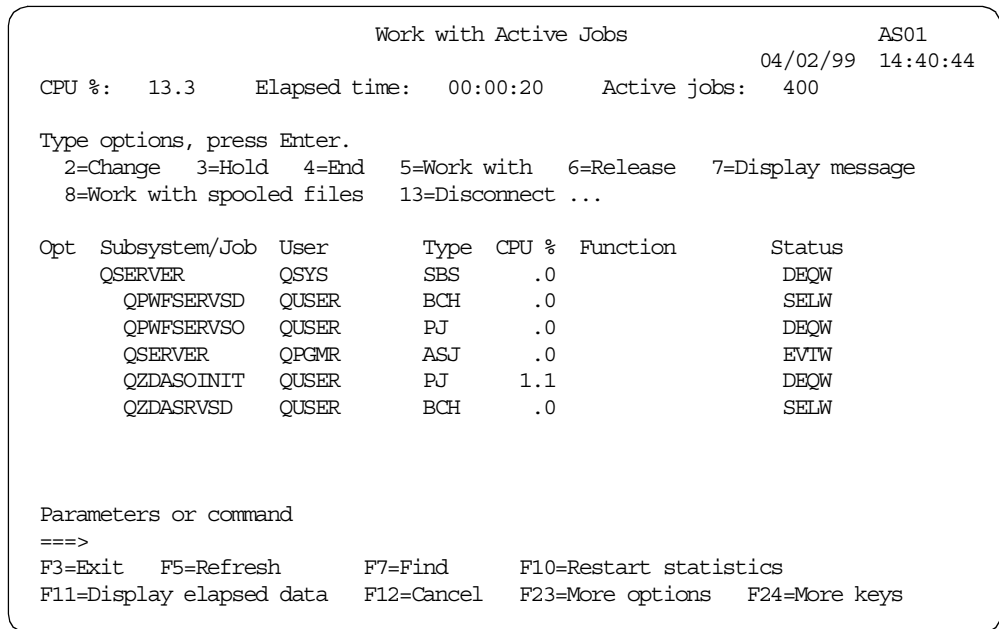 Work with Active Jobs AS01
04/02/99 14:40:44
CPU %: 13.3 Elapsed time: 00:00:20 Active jobs: 400
Type options, press Enter.
2=Change 3=Hold 4=End 5=Work with 6=Release 7=Display message
8=Work with spooled files 13=Disconnect ...
Opt Subsystem/Job User Type CPU % Function Status
QSERVER QSYS SBS .0 DEQW
QPWFSERVSD QUSER BCH .0 SELW
QPWFSERVSO QUSER PJ .0 DEQW
QSERVER QPGMR ASJ .0 EVTW
QZDASOINIT QUSER PJ 1.1 DEQW
QZDASRVSD QUSER BCH .0 SELW
Parameters or command
===>
F3=Exit F5=Refresh F7=Find F10=Restart statistics
F11=Display elapsed data F12=Cancel F23=More options F24=More keys